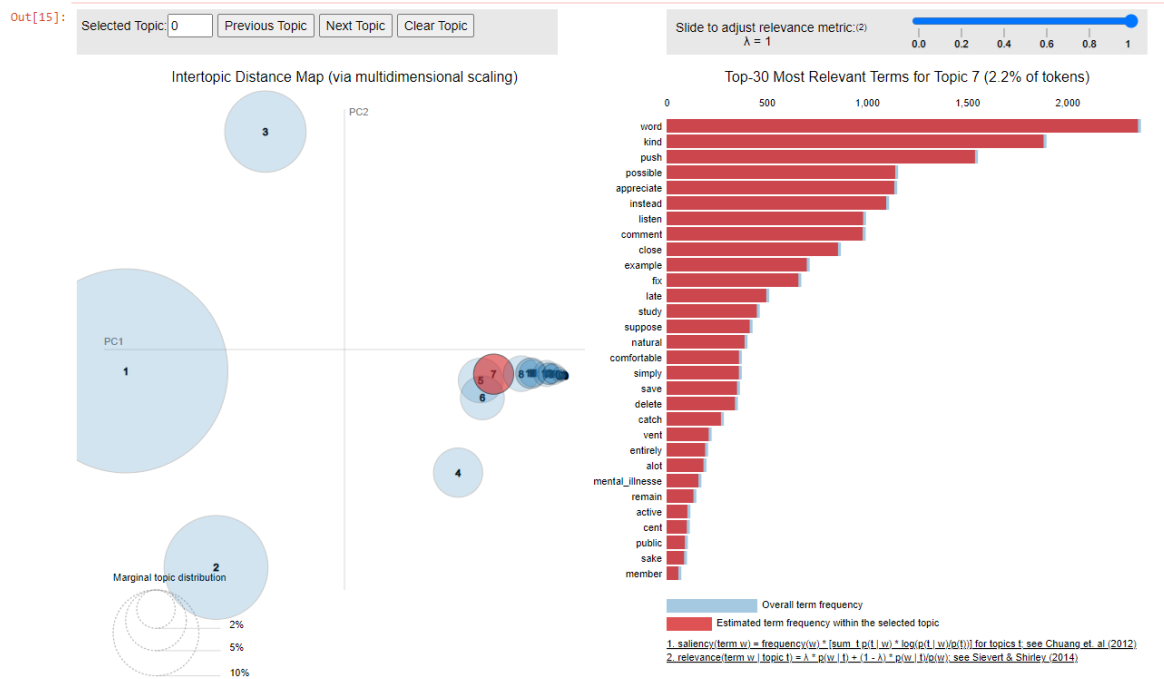 Out[15]:
Selected Topic: 0 Previous Topic Next Topic Clear Topic
Slide to adjust relevance metric:(2)
λ = 1
0.0 0.2 0.4 0.6 0.8 1
Intertopic Distance Map (via multidimensional scaling)
PC2
PC1
3
1
5
7
8
6
4
2
Marginal topic distribution
2%
5%
10%
Top-30 Most Relevant Terms for Topic 7 (2.2% of tokens)
0 500 1,000 1,500 2,000
word
kind
push
possible
appreciate
instead
listen
comment
close
example
fix
late
study
suppose
natural
comfortable
simply
save
delete
catch
vent
entirely
alot
mental_illnesse
remain
active
cent
public
sake
member
Overall term frequency
Estimated term frequency within the selected topic
1. saliency(term w) = frequency(w) * [sum_t p(t | w) * log(p(t | w)/p(t))] for topics t; see Chuang et. al (2012)
2. relevance(term w | topic t) = λ * p(w | t) + (1 - λ) * p(w | t)/p(w); see Sievert & Shirley (2014)